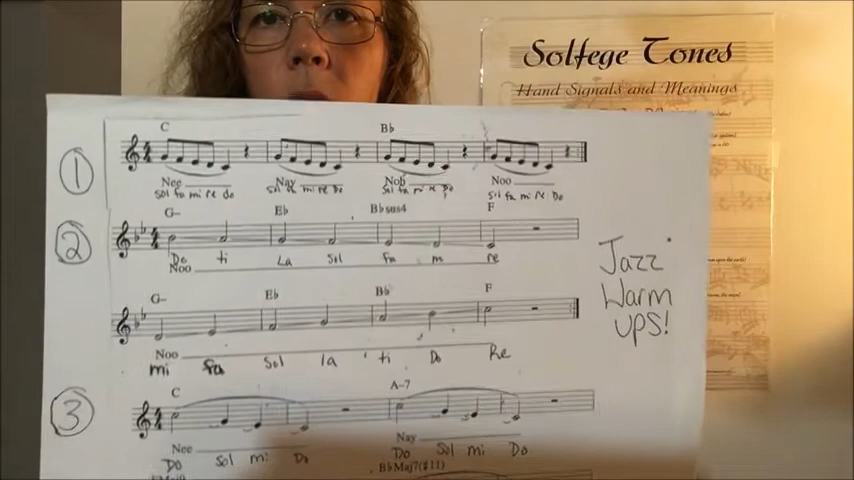 Solfege Tones
Hand Signals and Meanings
C Bb
1
Nee Nay Noh Noo
Sol fa mi re do Sol fa mi re Do Sol fa mi re Do Sol fa mi re Do
G- Eb Bbsus4 F
2
Do ti La Sol fa m re
Noo
Jazz
Warm
UPS!
G- Eb Bb F
Noo
mi fa Sol la ti Do Re
C A-7
3
Nee Nay
Do Sol mi Do Do Sol mi Do
BbMaj7(#11)